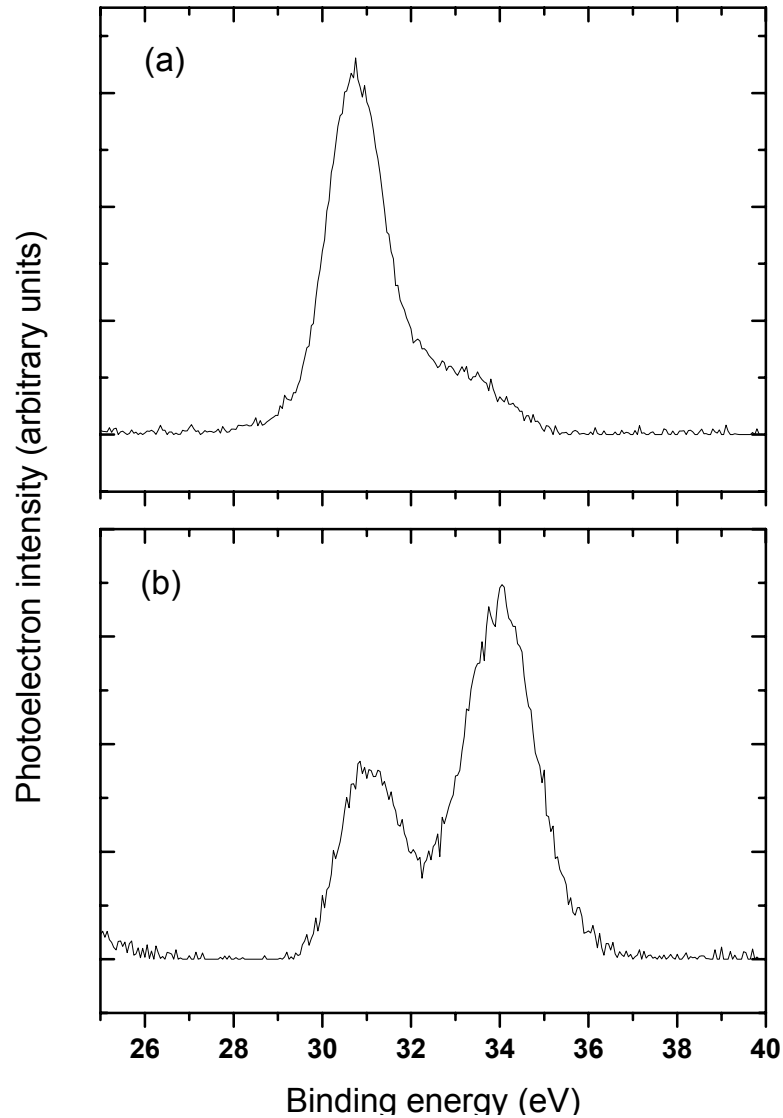 (a)
(b)
Photoelectron intensity (arbitrary units)
26 28 30 32 34 36 38 40
Binding energy (eV)